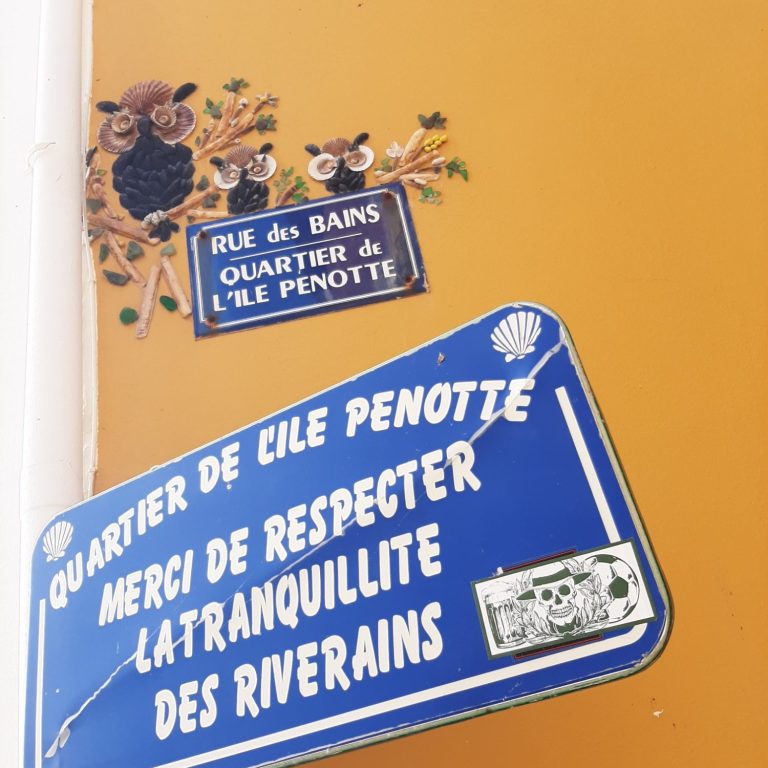 RUE des BAINS
QUARTIER de
L'ILE PENOTTE
QUARTIER DE L'ILE PENOTTE
MERCI DE RESPECTER
LA TRANQUILLITE
DES RIVERAINS